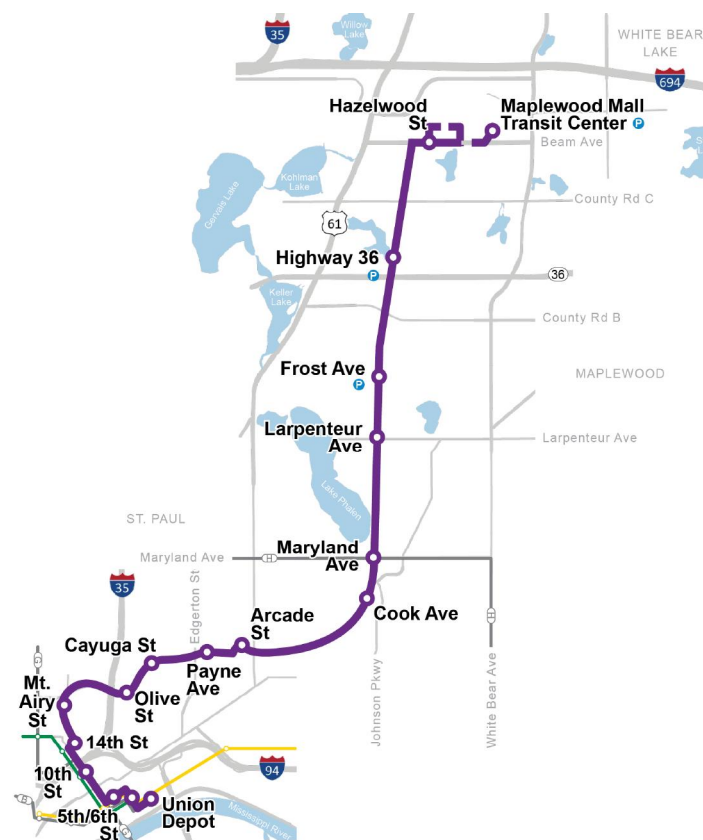 Willow
Lake
WHITE BEAR
LAKE
35
694
Hazelwood
St
Maplewood Mall
Transit Center P
Beam Ave
Kohlman
Lake
Gervais Lake
County Rd C
61
Highway 36
P
36
Keller
Lake
County Rd B
Frost Ave
P
MAPLEWOOD
Larpenteur
Ave
Larpenteur Ave
Lake Phalen
ST. PAUL
Maryland Ave
H
Maryland
Ave
35
Edgerton St
Arcade
St
Cook Ave
H
Cayuga St
G
Payne
Ave
Johnson Pkwy
White Bear Ave
Mt.
Airy
St
Olive
St
14th St
10th
St
94
B
5th/6th
St
G
Union
Depot
Mississippi River